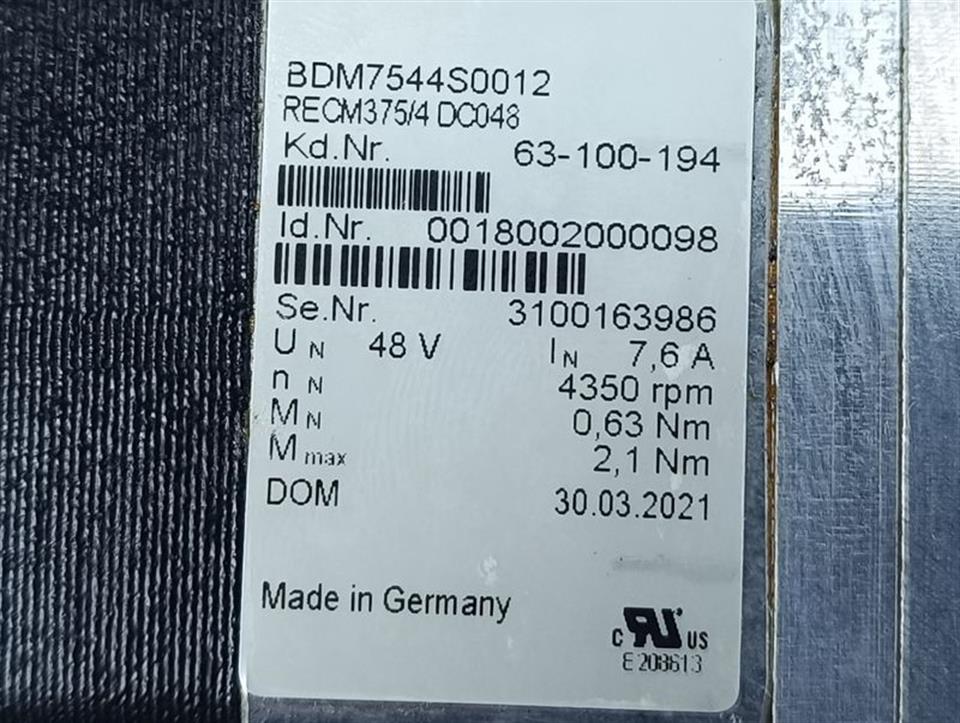 BDM7544S0012
RECM375/4 DC048
Kd.Nr. 63-100-194
Id.Nr. 0018002000098
Se.Nr. 3100163986
U N 48 V I N 7,6 A
n N 4350 rpm
M N 0,63 Nm
M max 2,1 Nm
DOM 30.03.2021
Made in Germany
c RU US
E208613